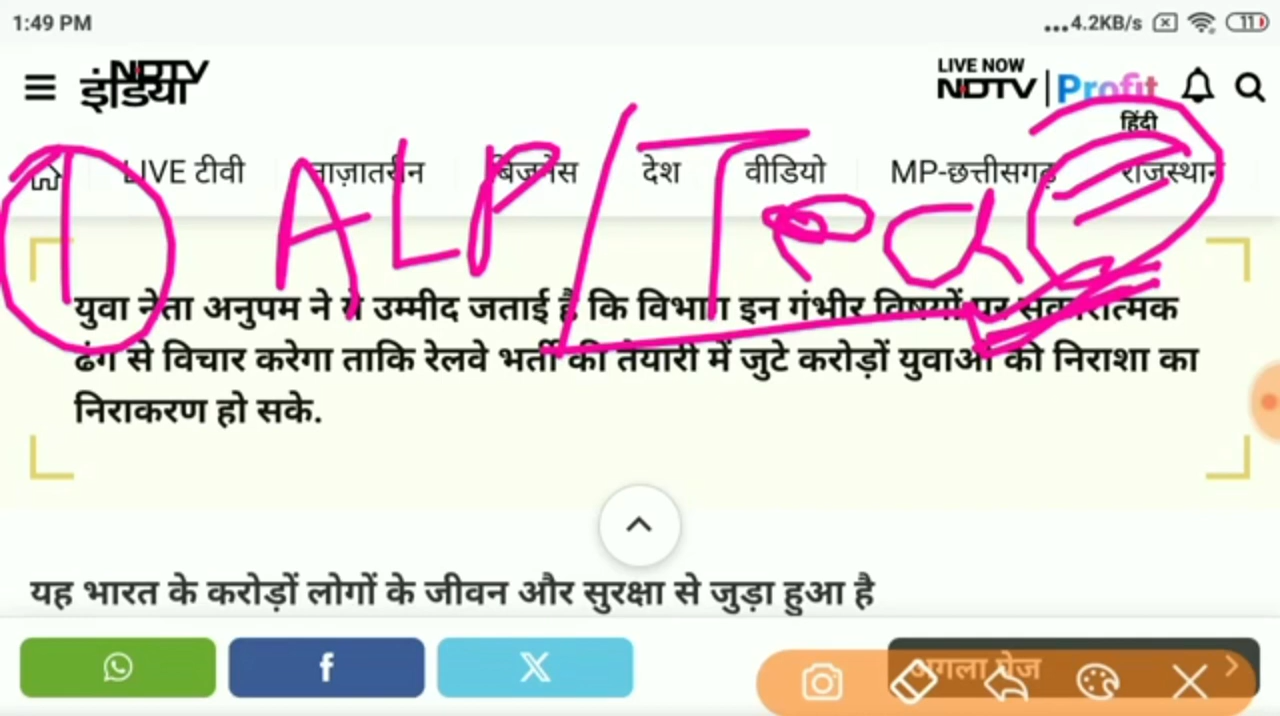 1:49 PM ...4.2KB/s 11
NDTV इंडिया LIVE NOW NDTV | Profit हिंदी
LIVE टीवी ताज़ातरीन बिज़नेस देश वीडियो MP-छत्तीसगढ़ राजस्थान
1 ALP/Tech
युवा नेता अनुपम ने ये उम्मीद जताई है कि विभाग इन गंभीर विषयों पर सकारात्मक
ढंग से विचार करेगा ताकि रेलवे भर्ती की तैयारी में जुटे करोड़ों युवाओं की निराशा का
निराकरण हो सके.
यह भारत के करोड़ों लोगों के जीवन और सुरक्षा से जुड़ा हुआ है
अगला पेज